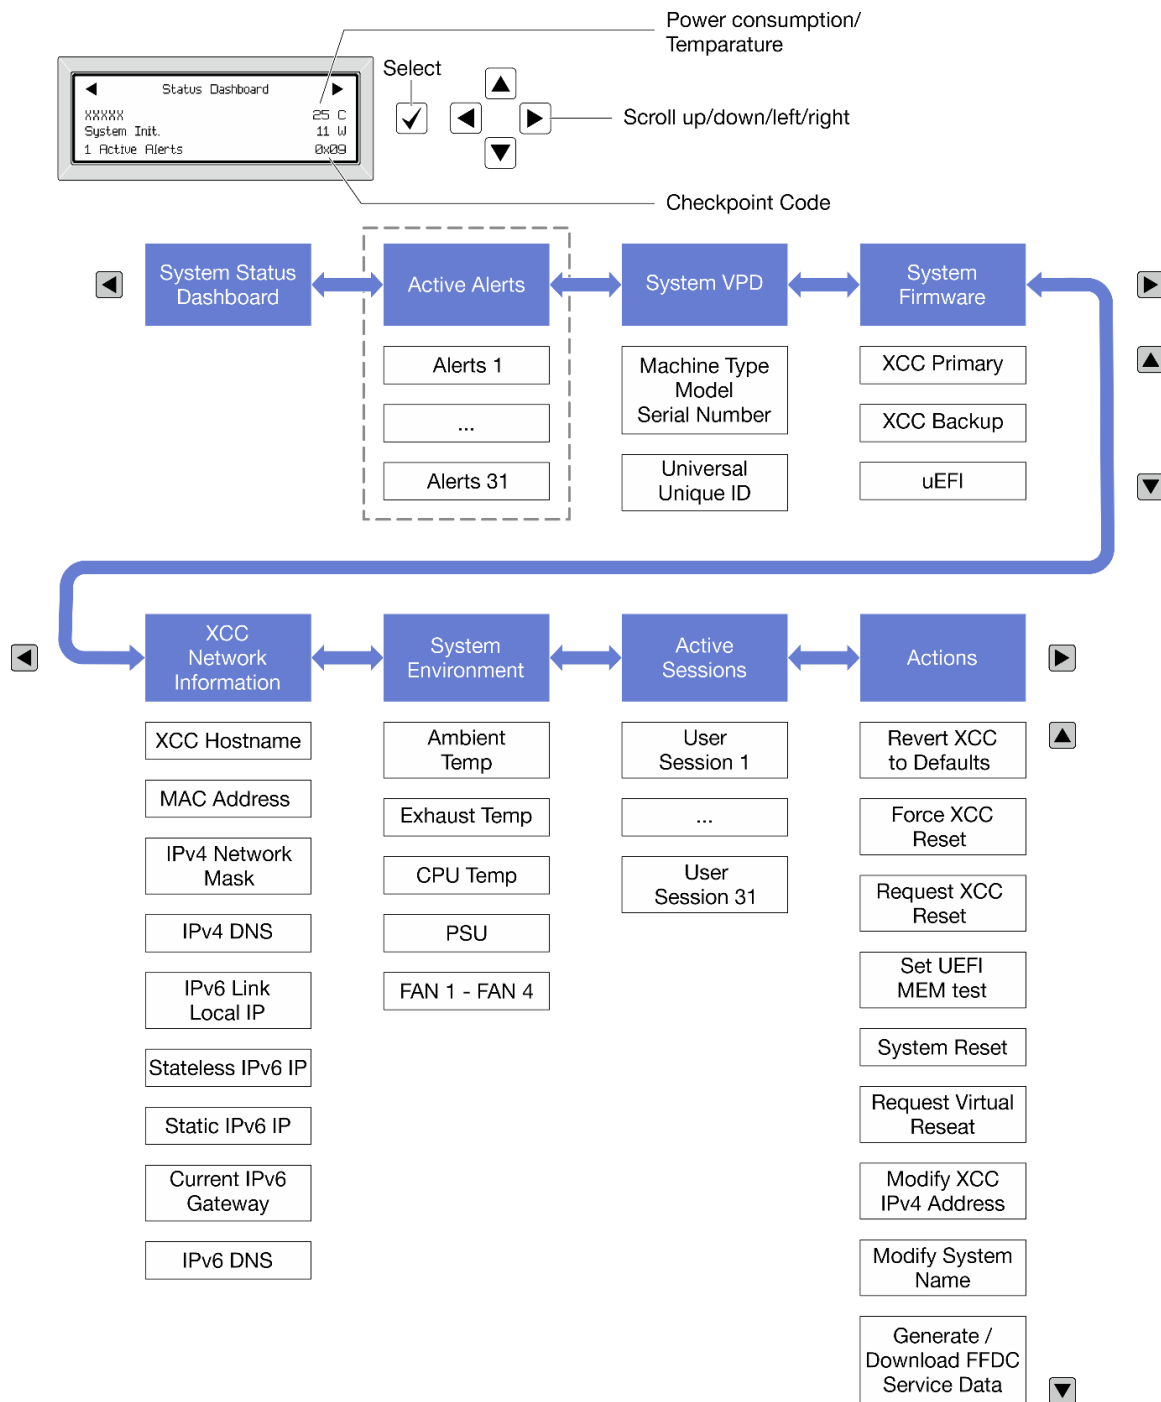 Power consumption/
Temparature
Select
Status Dashboard
XXXXX 25 C
System Init. 11 W
1 Active Alerts 0x09
Scroll up/down/left/right
Checkpoint Code
System Status
Dashboard
Active Alerts
System VPD
System
Firmware
Alerts 1
...
Alerts 31
Machine Type
Model
Serial Number
Universal
Unique ID
XCC Primary
XCC Backup
uEFI
XCC
Network
Information
System
Environment
Active
Sessions
Actions
XCC Hostname
MAC Address
IPv4 Network
Mask
IPv4 DNS
IPv6 Link
Local IP
Stateless IPv6 IP
Static IPv6 IP
Current IPv6
Gateway
IPv6 DNS
Ambient
Temp
Exhaust Temp
CPU Temp
PSU
FAN 1 - FAN 4
User
Session 1
...
User
Session 31
Revert XCC
to Defaults
Force XCC
Reset
Request XCC
Reset
Set UEFI
MEM test
System Reset
Request Virtual
Reseat
Modify XCC
IPv4 Address
Modify System
Name
Generate /
Download FFDC
Service Data